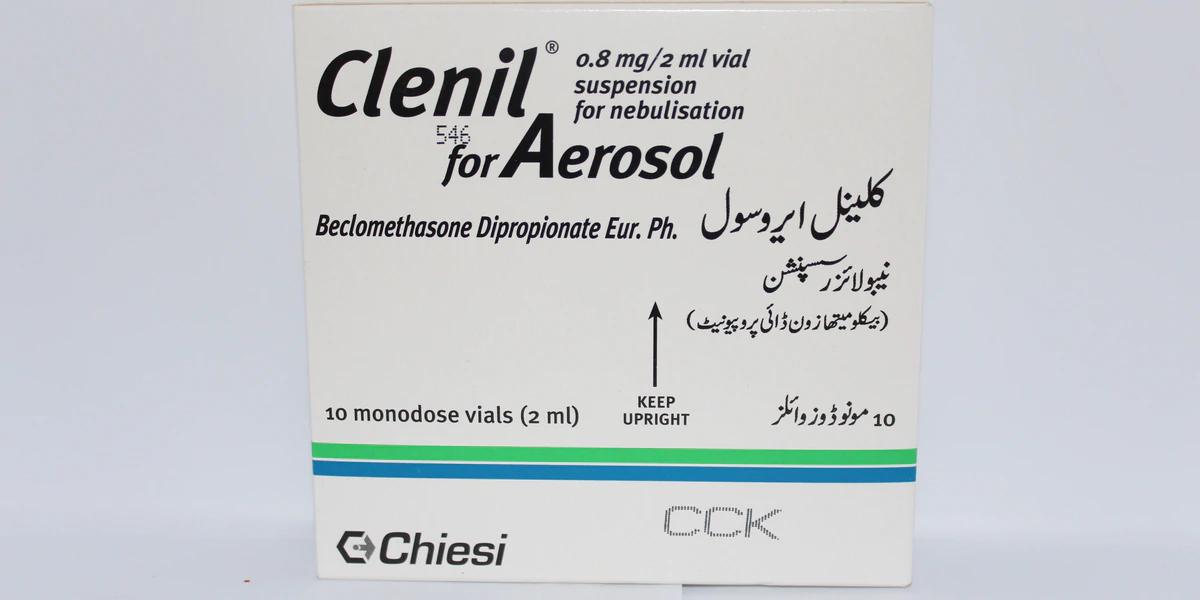 Clenil®
0.8 mg/2 ml vial
suspension
for nebulisation
546
for Aerosol
Beclomethasone Dipropionate Eur. Ph.
کلینل ایروسول
نیبولائزر سسپنشن
(بیکلومیتھازون ڈائی پروپیونیٹ)
KEEP
UPRIGHT
10 monodose vials (2 ml)
10 مونوڈوز وائلز
CCK
Chiesi